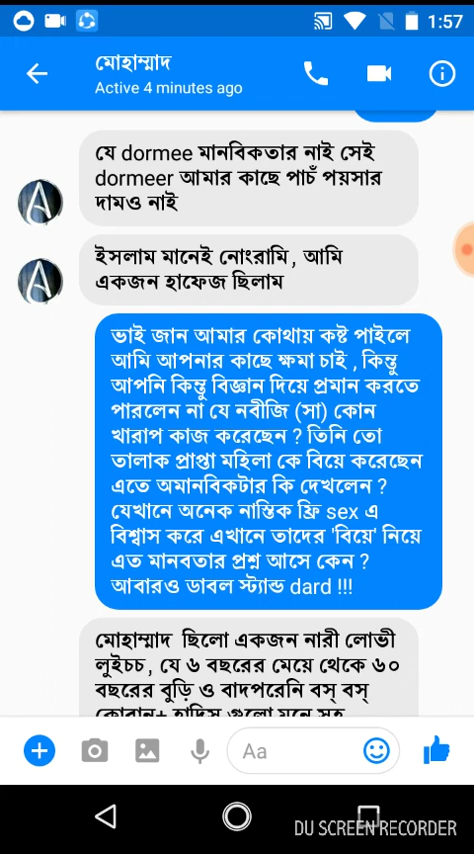 1:57
মোহাম্মাদ
Active 4 minutes ago
যে dormee মানবিকতার নাই সেই
dormeer আমার কাছে পাচঁ পয়সার
দামও নাই
ইসলাম মানেই নোংরামি, আমি
একজন হাফেজ ছিলাম
ভাই জান আমার কোথায় কষ্ট পাইলে
আমি আপনার কাছে ক্ষমা চাই , কিন্তু
আপনি কিন্তু বিজ্ঞান দিয়ে প্রমান করতে
পারলেন না যে নবীজি (সা) কোন
খারাপ কাজ করেছেন ? তিনি তো
তালাক প্রাপ্তা মহিলা কে বিয়ে করেছেন
এতে অমানবিকটার কি দেখলেন ?
যেখানে অনেক নাস্তিক ফ্রি sex এ
বিশ্বাস করে এখানে তাদের 'বিয়ে' নিয়ে
এত মানবতার প্রশ্ন আসে কেন ?
আবারও ডাবল স্ট্যান্ড dard !!!
মোহাম্মাদ ছিলো একজন নারী লোভী
লূইচচ, যে ৬ বছরের মেয়ে থেকে ৬০
বছরের বুড়ি ও বাদপরেনি বস্ বস্
কোরান+ হাদিস গুলো
Aa
DU SCREEN RECORDER